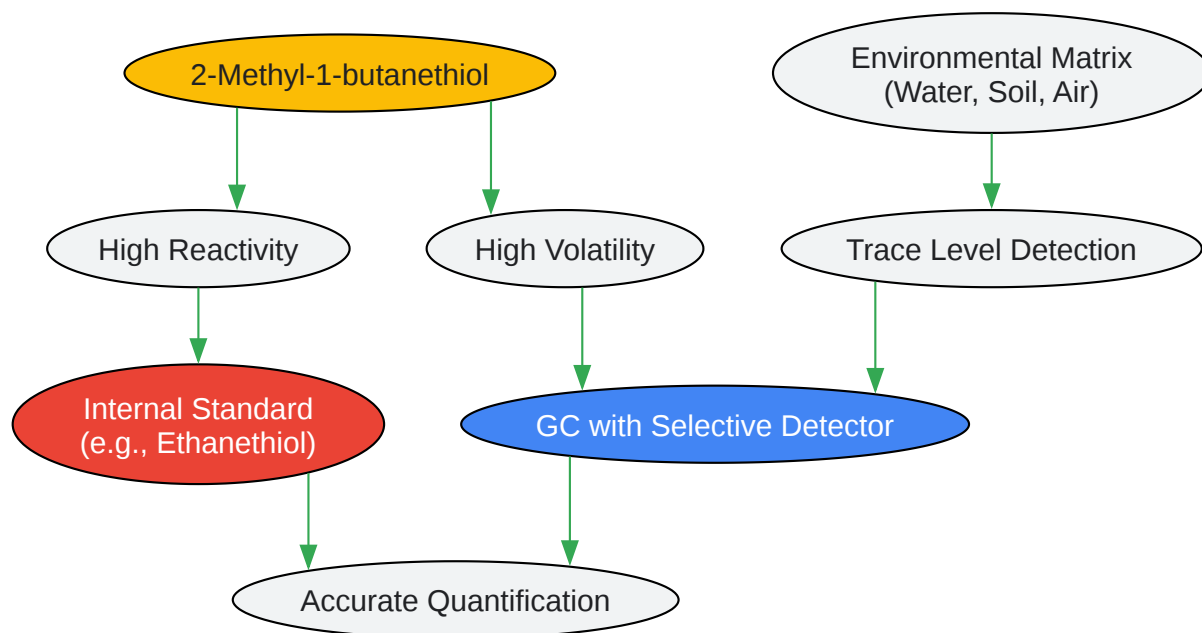 2-Methyl-1-butanethiol
Environmental Matrix
(Water, Soil, Air)
High Reactivity
High Volatility
Trace Level Detection
Internal Standard
(e.g., Ethanethiol)
GC with Selective Detector
Accurate Quantification